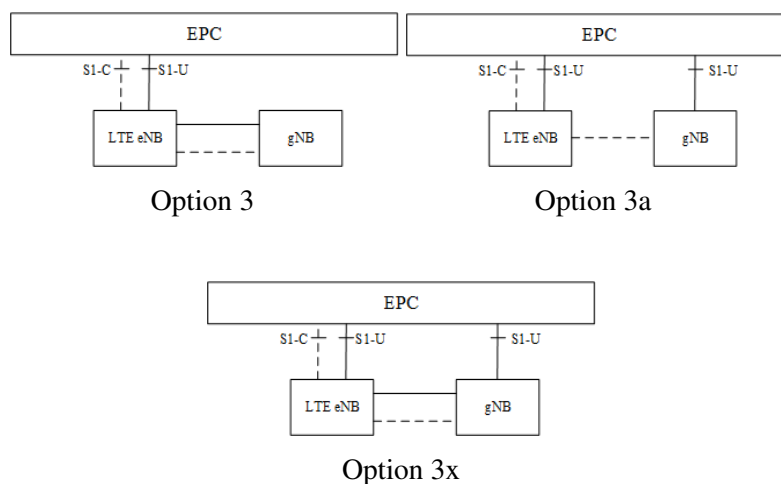 EPC
S1-C S1-U
LTE eNB gNB
Option 3
EPC
S1-C S1-U S1-U
LTE eNB gNB
Option 3a
EPC
S1-C S1-U S1-U
LTE eNB gNB
Option 3x